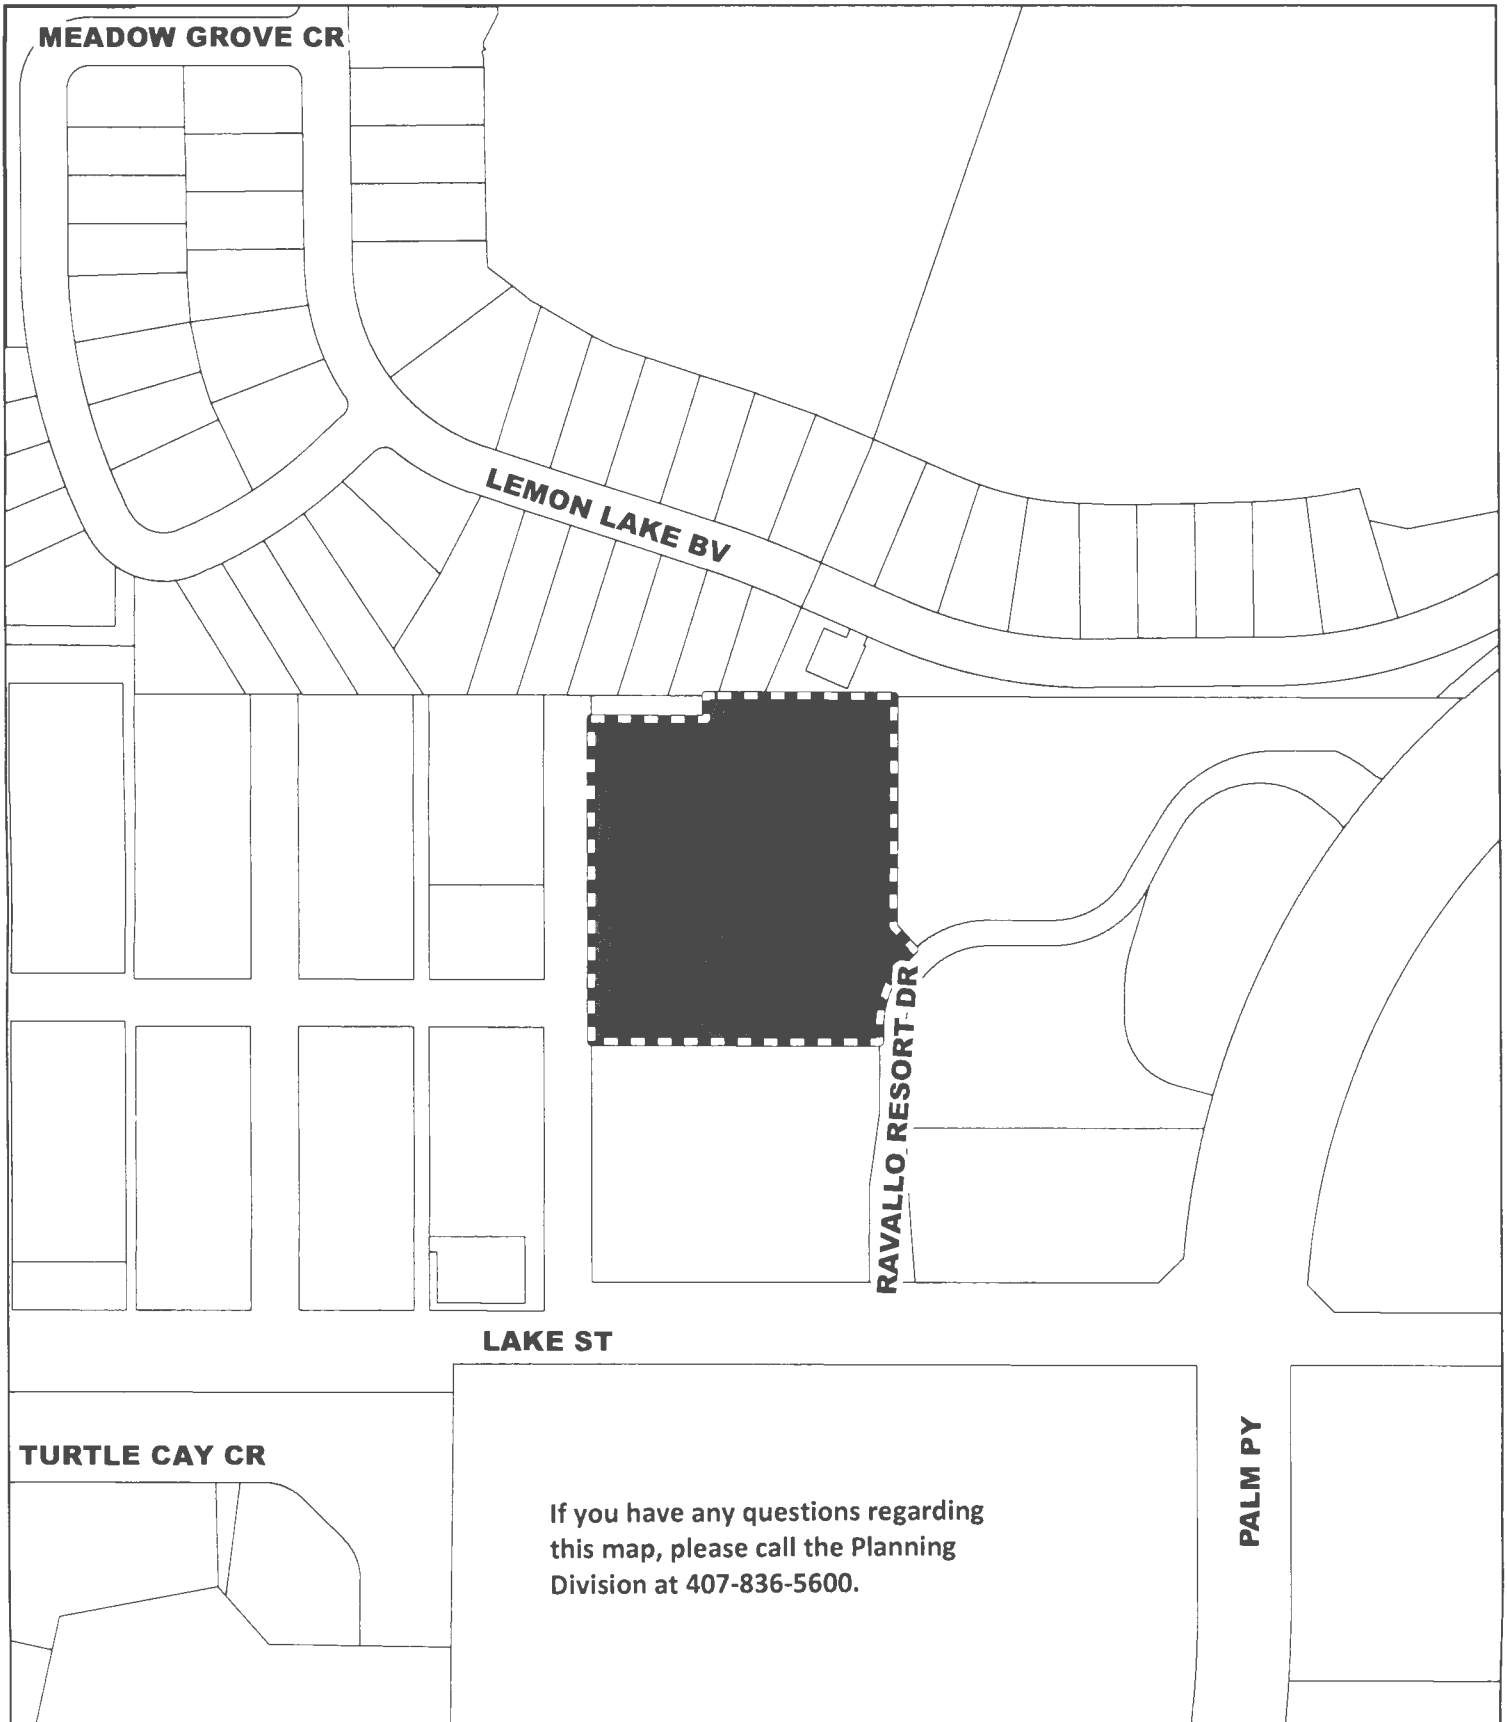 MEADOW GROVE CR
LEMON LAKE BV
RAVALLO RESORT DR
LAKE ST
TURTLE CAY CR
PALM PY
If you have any questions regarding
this map, please call the Planning
Division at 407-836-5600.